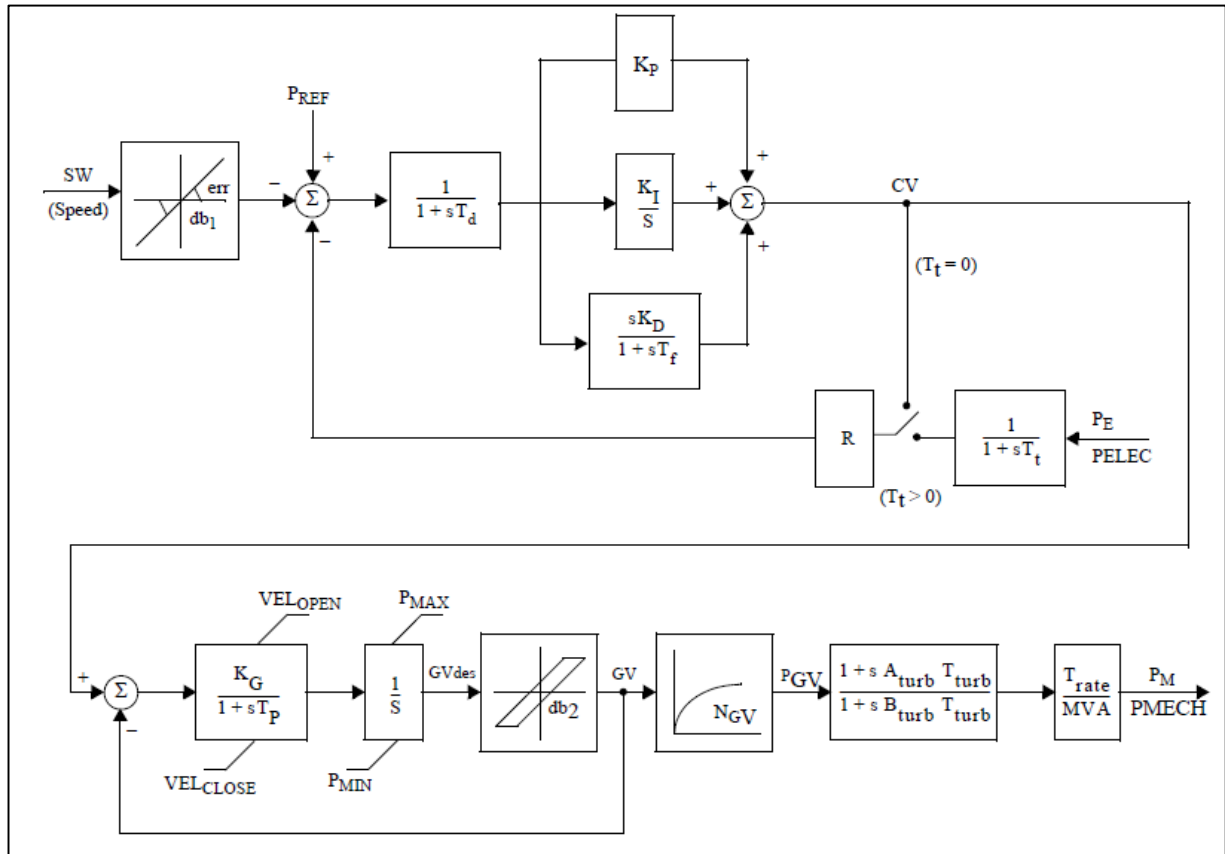 K_P
P_REF
SW
(Speed)
err
db_1
−
+
Σ
−
1
1 + sT_d
K_I
S
+
+
Σ
+
CV
(T_t = 0)
sK_D
1 + sT_f
R
1
1 + sT_t
P_E
PELEC
(T_t > 0)
VEL_OPEN
P_MAX
+
Σ
−
K_G
1 + sT_P
1
S
GVdes
db_2
GV
N_GV
P_GV
1 + s A_turb T_turb
1 + s B_turb T_turb
T_rate
MVA
P_M
PMECH
VEL_CLOSE
P_MIN